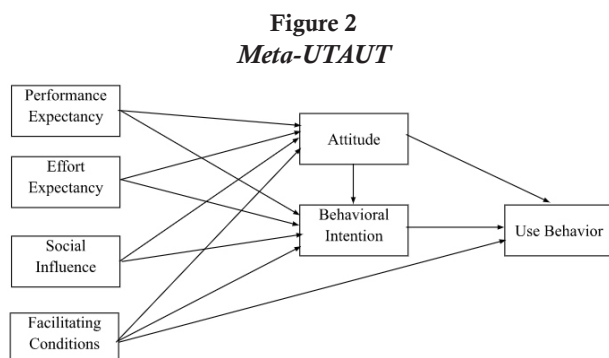 Figure 2
Meta-UTAUT
Performance
Expectancy
Effort
Expectancy
Social
Influence
Facilitating
Conditions
Attitude
Behavioral
Intention
Use Behavior